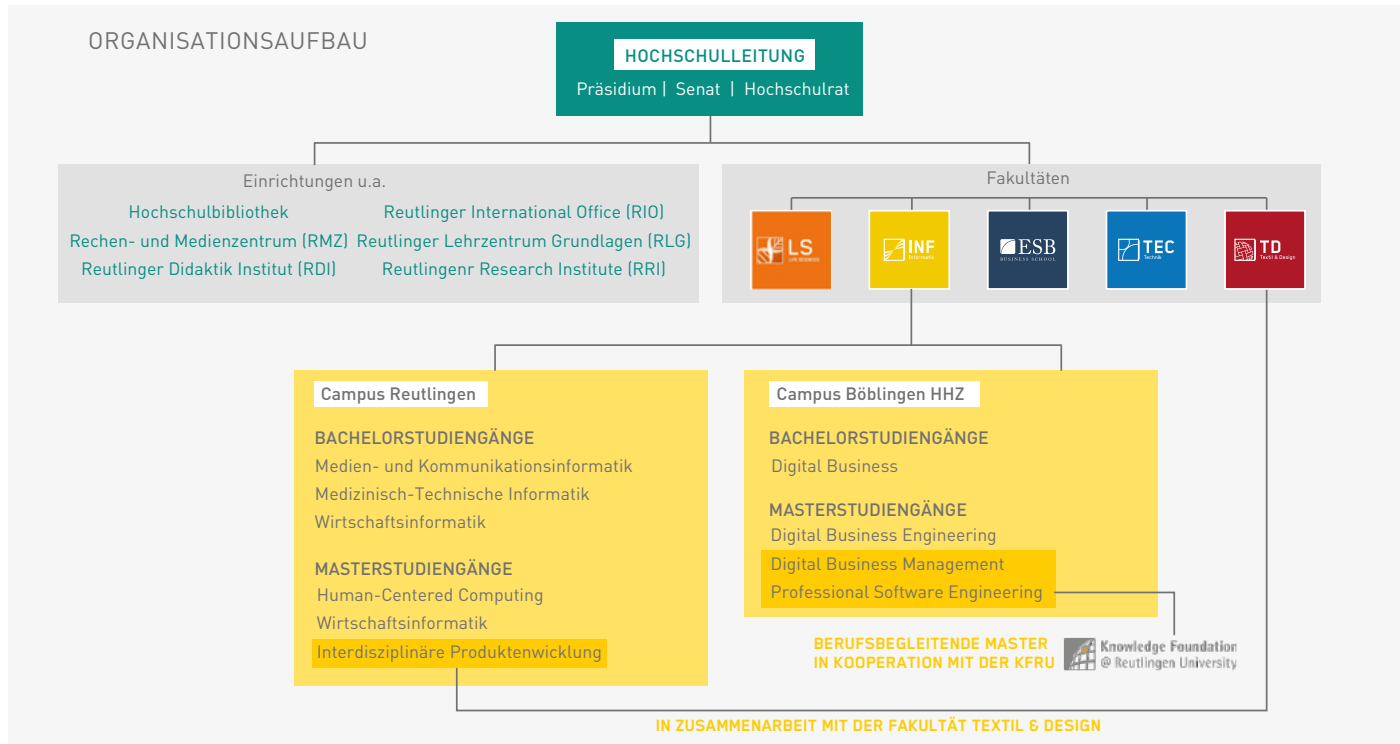 ORGANISATIONSAUFBAU
HOCHSCHULLEITUNG
Präsidium | Senat | Hochschulrat
Einrichtungen u.a.
Hochschulbibliothek
Reutlinger International Office (RIO)
Rechen- und Medienzentrum (RMZ)
Reutlinger Lehrzentrum Grundlagen (RLG)
Reutlinger Didaktik Institut (RDI)
Reutlingenr Research Institute (RRI)
Fakultäten
LS
LIFE SCIENCES
INF
Informatik
ESB
BUSINESS SCHOOL
TEC
Technik
TD
Textil & Design
Campus Reutlingen
BACHELORSTUDIENGÄNGE
Medien- und Kommunikationsinformatik
Medizinisch-Technische Informatik
Wirtschaftsinformatik
MASTERSTUDIENGÄNGE
Human-Centered Computing
Wirtschaftsinformatik
Interdisziplinäre Produktenwicklung
Campus Böblingen HHZ
BACHELORSTUDIENGÄNGE
Digital Business
MASTERSTUDIENGÄNGE
Digital Business Engineering
Digital Business Management
Professional Software Engineering
BERUFSBEGLEITENDE MASTER
IN KOOPERATION MIT DER KFRU
Knowledge Foundation
@ Reutlingen University
IN ZUSAMMENARBEIT MIT DER FAKULTÄT TEXTIL & DESIGN